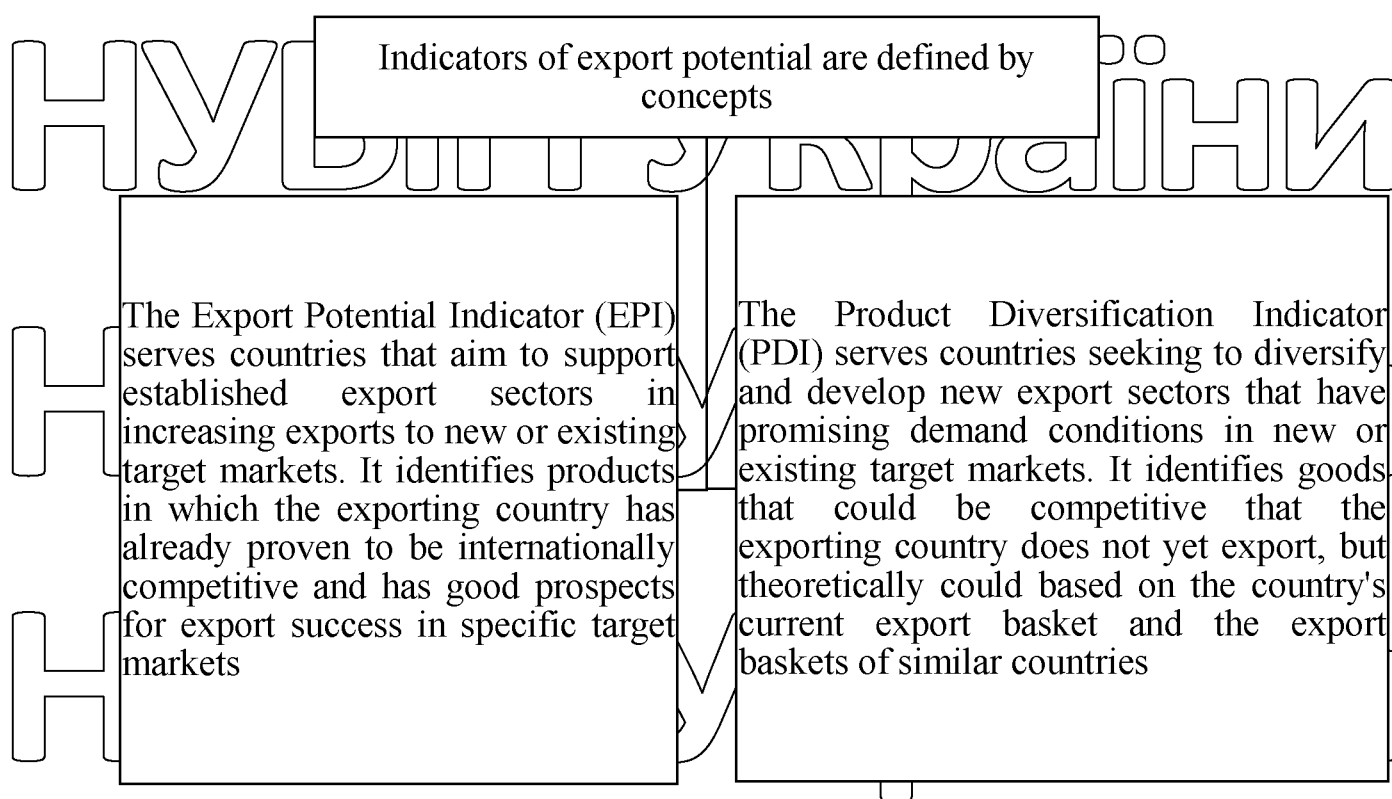 Indicators of export potential are defined by
concepts
НУБіП України
The Export Potential Indicator (EPI)
serves countries that aim to support
established export sectors in
increasing exports to new or existing
target markets. It identifies products
in which the exporting country has
already proven to be internationally
competitive and has good prospects
for export success in specific target
markets
The Product Diversification Indicator
(PDI) serves countries seeking to diversify
and develop new export sectors that have
promising demand conditions in new or
existing target markets. It identifies goods
that could be competitive that the
exporting country does not yet export, but
theoretically could based on the country's
current export basket and the export
baskets of similar countries